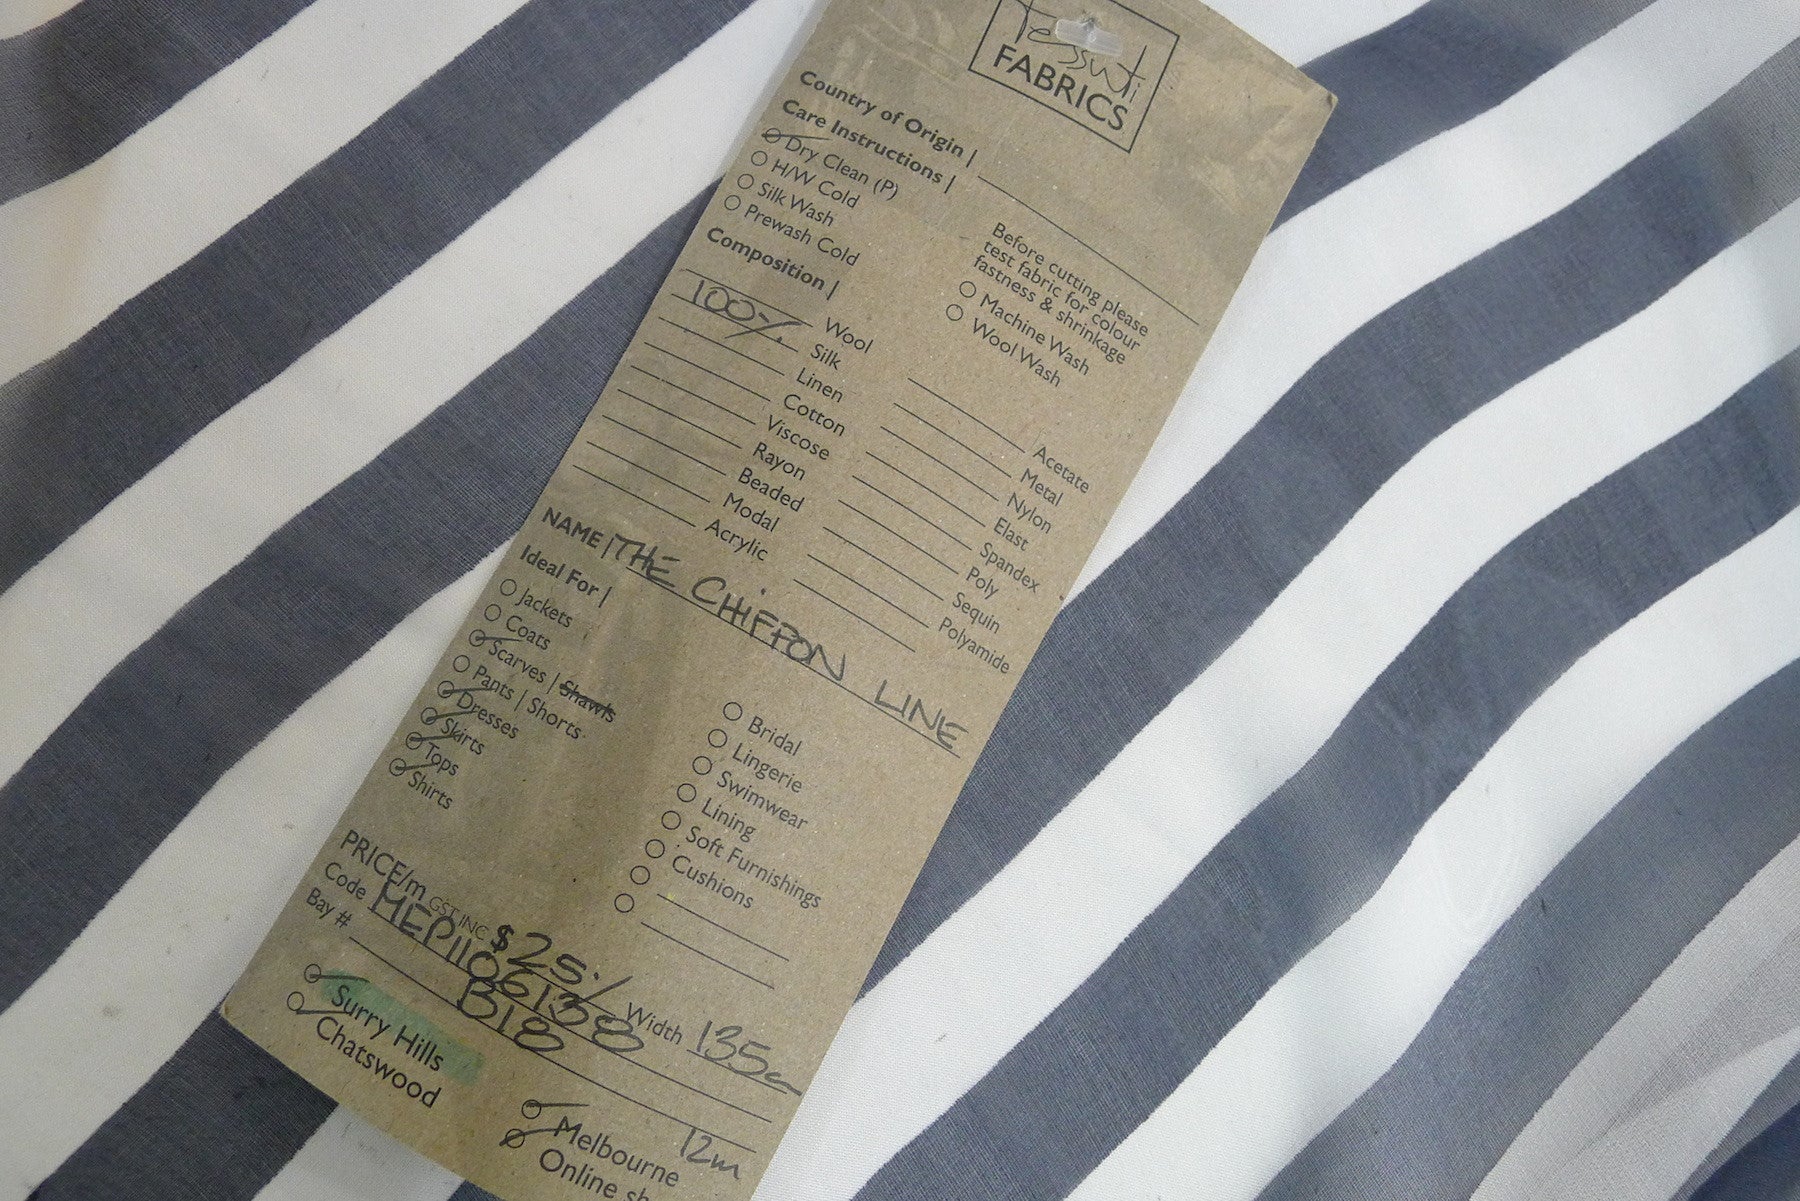 Tessuti
FABRICS
Country of Origin |
Care Instructions |
Dry Clean (P)
H/W Cold
Silk Wash
Prewash Cold
Before cutting please
test fabric for colour
fastness & shrinkage
Machine Wash
Wool Wash
Composition |
Wool
100% Silk
Linen
Cotton
Viscose
Rayon
Beaded
Modal
Acrylic
Acetate
Metal
Nylon
Elast
Spandex
Poly
Sequin
Polyamide
NAME | THE CHIFFON LINE
Ideal For |
Jackets
Coats
Scarves | Shawls
Pants | Shorts
Dresses
Skirts
Tops
Shirts
Bridal
Lingerie
Swimwear
Lining
Soft Furnishings
Cushions
PRICE/m GST INC $25./ Width 135c
Code MEP1106138
Bay # B18
Surry Hills
Chatswood
Melbourne 12m
Online